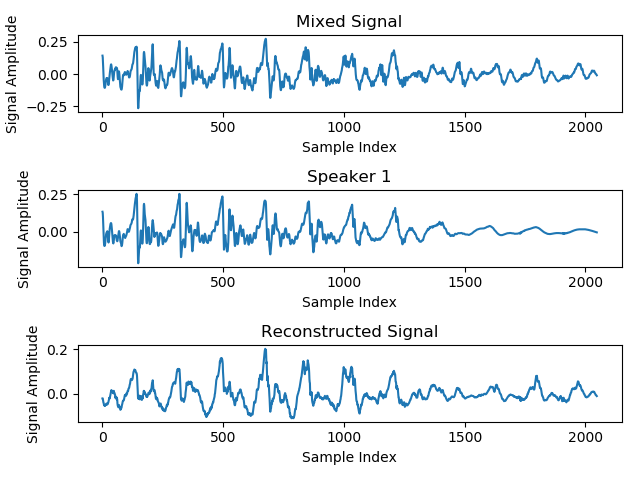 Mixed Signal
Signal Amplitude
0.25
0.00
−0.25
0
500
1000
1500
2000
Sample Index
Speaker 1
Signal Amplitude
0.25
0.00
0
500
1000
1500
2000
Sample Index
Reconstructed Signal
Signal Amplitude
0.2
0.0
0
500
1000
1500
2000
Sample Index